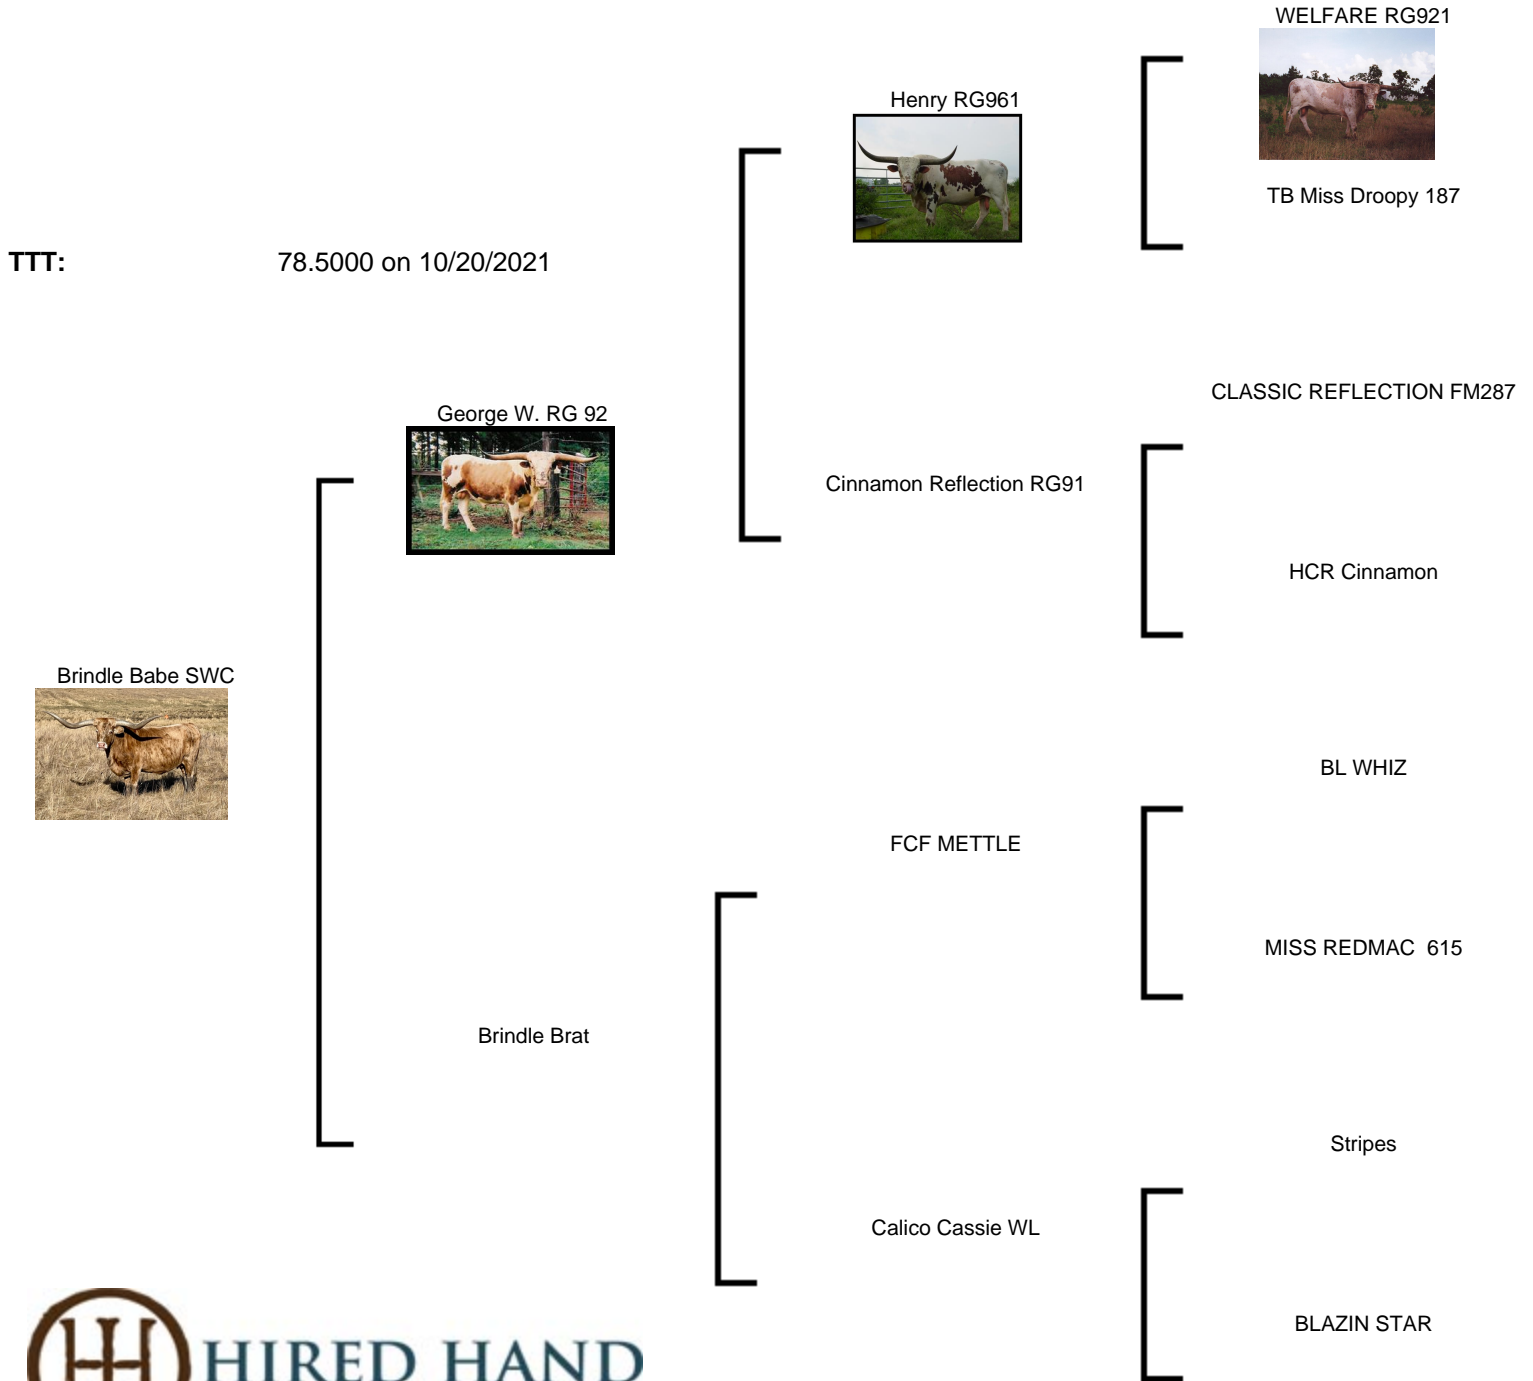 WELFARE RG921
Henry RG961
TB Miss Droopy 187
TTT: 78.5000 on 10/20/2021
CLASSIC REFLECTION FM287
George W. RG 92
Cinnamon Reflection RG91
HCR Cinnamon
Brindle Babe SWC
BL WHIZ
FCF METTLE
MISS REDMAC  615
Brindle Brat
Stripes
Calico Cassie WL
BLAZIN STAR
HIRED HAND